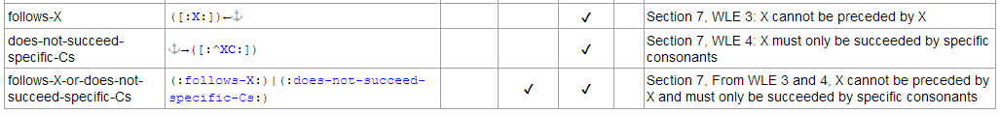 follows-X ([:X:])←⚓ ✓ Section 7, WLE 3: X cannot be preceded by X
does-not-succeed-
specific-Cs
⚓→([:^XC:])
✓
Section 7, WLE 4: X must only be succeeded by specific
consonants
follows-X-or-does-not-
succeed-specific-Cs
(:follows-X:)|(:does-not-succeed-
specific-Cs:)
✓ ✓
Section 7, From WLE 3 and 4, X cannot be preceded by
X and must only be succeeded by specific consonants